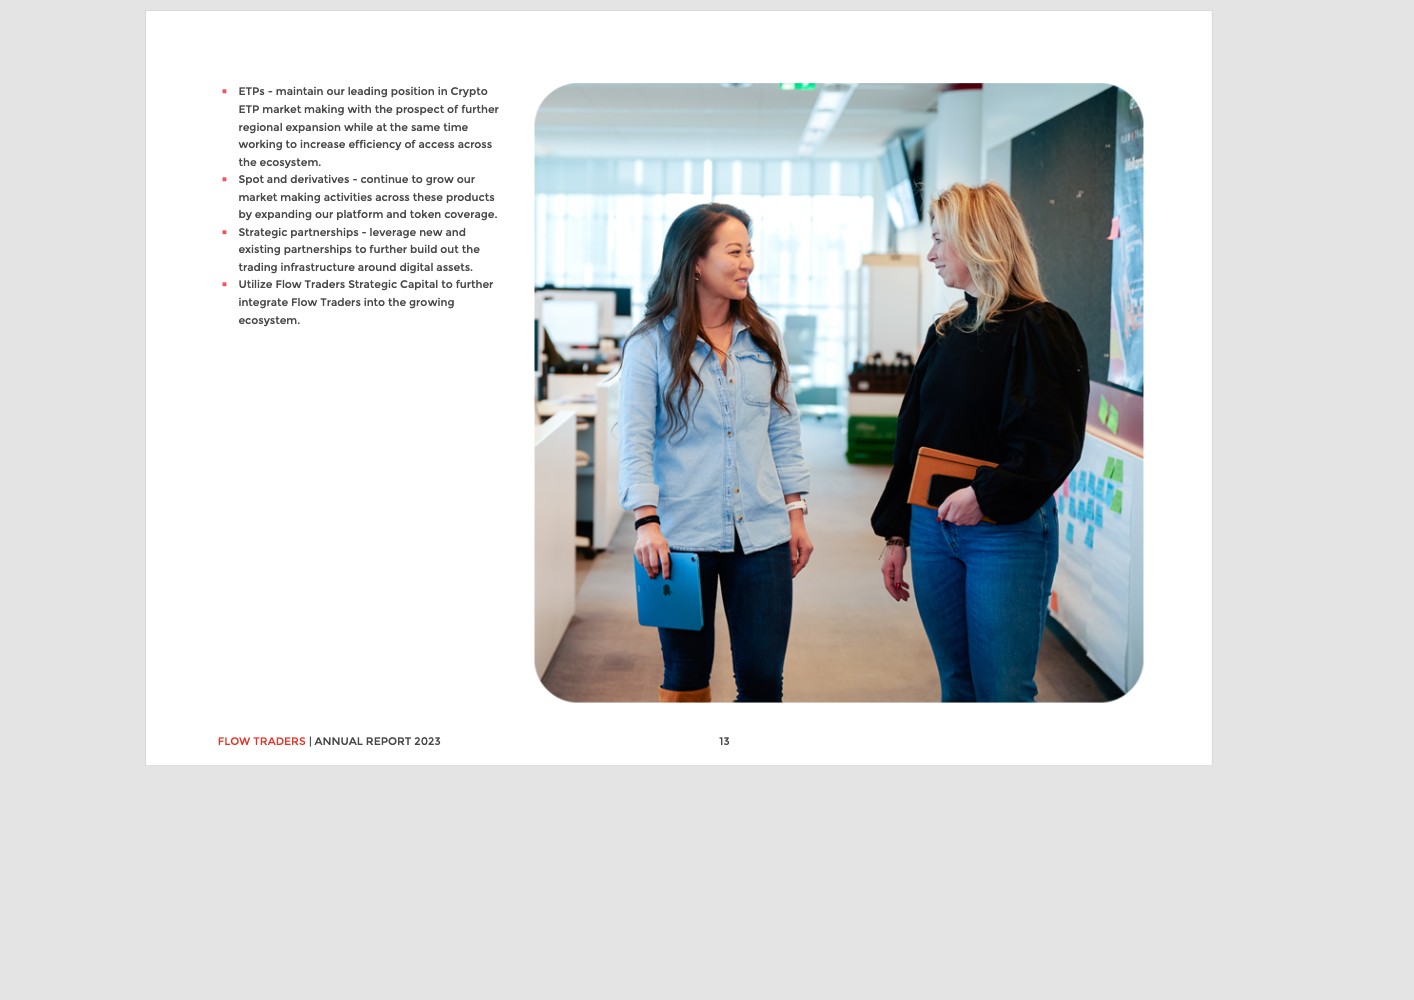 ETPs - maintain our leading position in Crypto
ETP market making with the prospect of further
regional expansion while at the same time
working to increase efficiency of access across
the ecosystem.
Spot and derivatives - continue to grow our
market making activities across these products
by expanding our platform and token coverage.
Strategic partnerships - leverage new and
existing partnerships to further build out the
trading infrastructure around digital assets.
Utilize Flow Traders Strategic Capital to further
integrate Flow Traders into the growing
ecosystem.
FLOW TRADERS | ANNUAL REPORT 2023
13